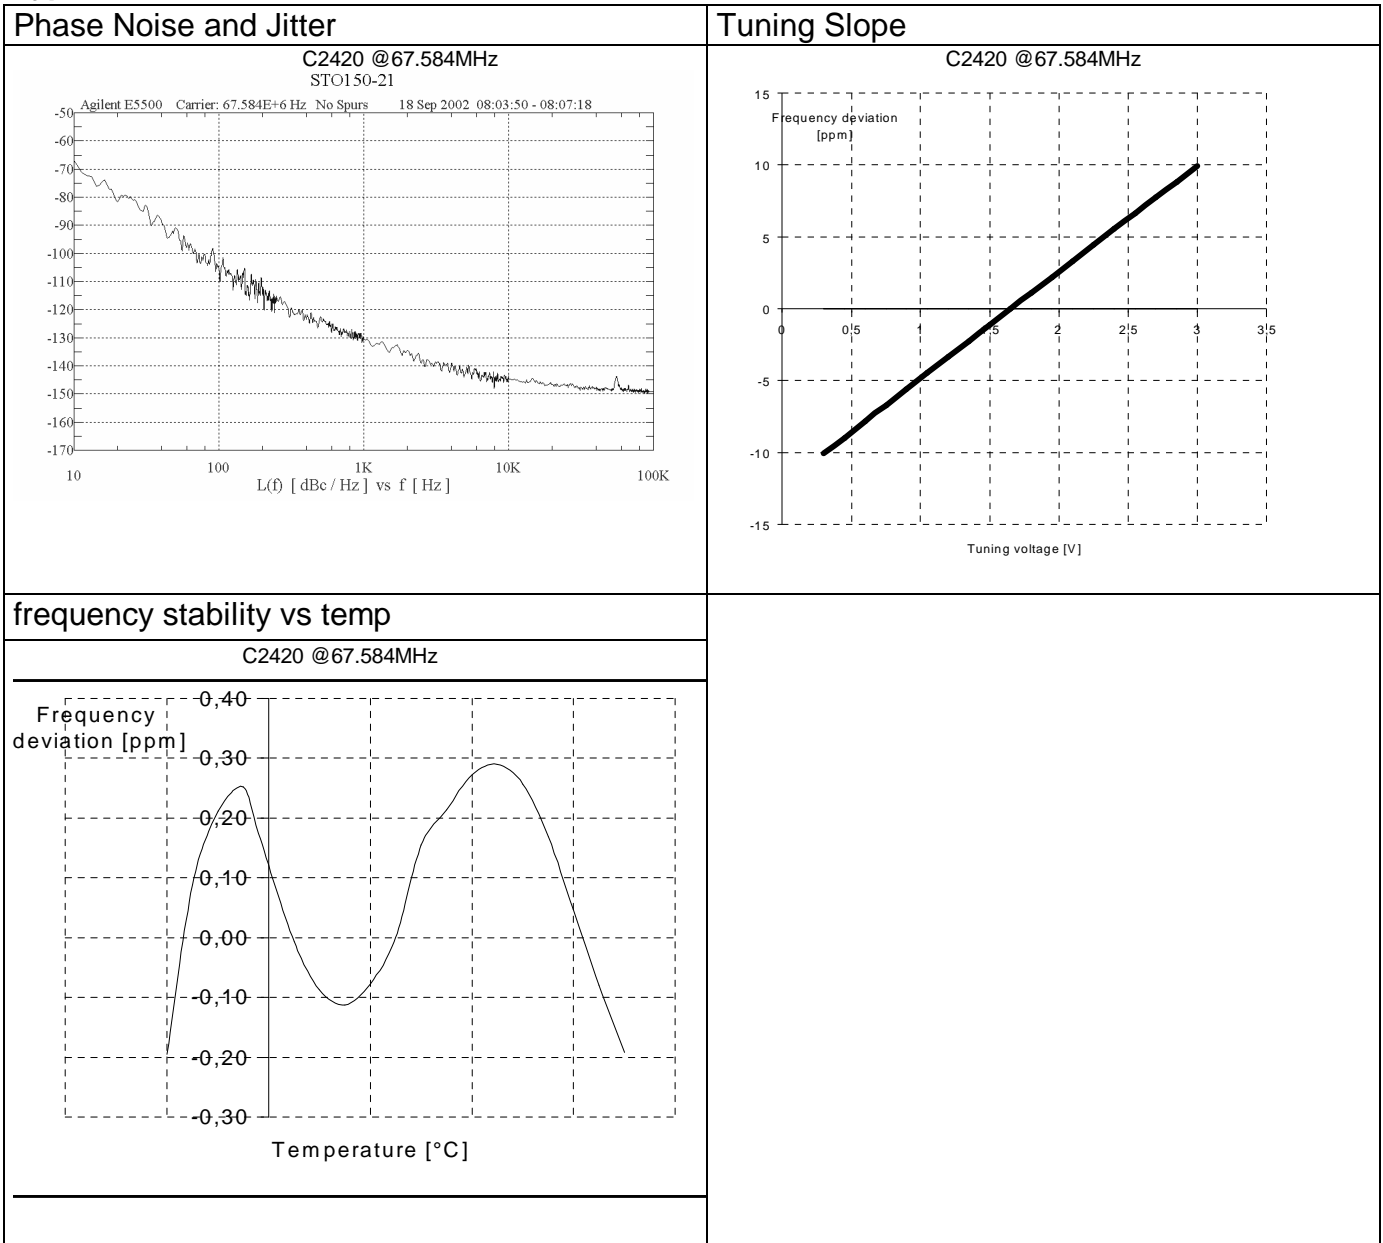 Phase Noise and Jitter
C2420 @67.584MHz
STO150-21
Agilent E5500 Carrier: 67.584E+6 Hz No Spurs 18 Sep 2002 08:03:50 - 08:07:18
-50
-60
-70
-80
-90
-100
-110
-120
-130
-140
-150
-160
-170
10 100 1K 10K 100K
L(f) [ dBc / Hz ] vs f [ Hz ]
Tuning Slope
C2420 @67.584MHz
Frequency deviation
[ppm]
15
10
5
0
-5
-10
-15
0 0.5 1 1.5 2 2.5 3 3.5
Tuning voltage [V]
frequency stability vs temp
C2420 @67.584MHz
Frequency
deviation [ppm]
0,40
0,30
0,20
0,10
0,00
-0,10
-0,20
-0,30
Temperature [°C]